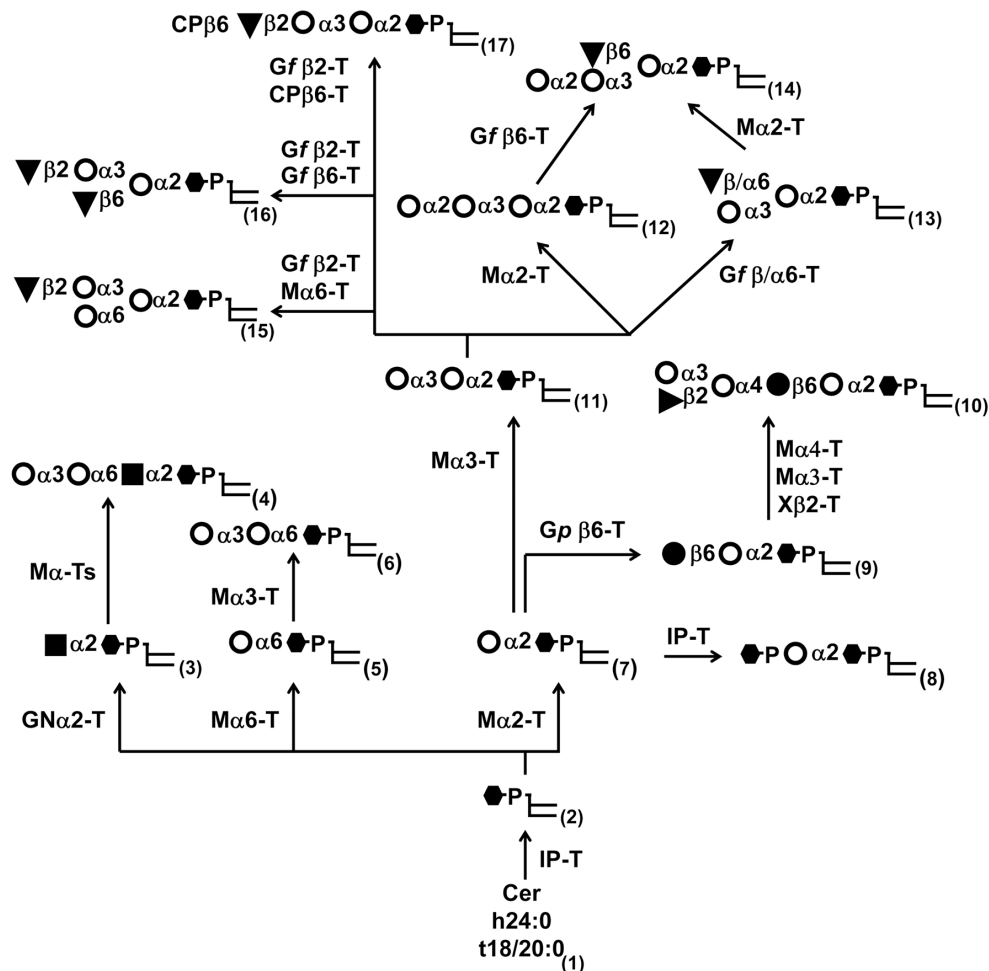 CPβ6 β2 α3 α2 P (17)
Gf β2-T
CPβ6-T
β6
α2 α3 α2 P (14)
Gf β6-T
Mα2-T
Gf β2-T
Gf β6-T
β2 α3
β6 α2 P (16)
α2 α3 α2 P (12)
β/α6
α3 α2 P (13)
Gf β2-T
Mα6-T
Mα2-T
Gf β/α6-T
β2 α3
α6 α2 P (15)
α3 α2 P (11)
α3
β2 α4 β6 α2 P (10)
Mα3-T
Mα4-T
Mα3-T
Xβ2-T
α3 α6 α2 P (4)
α3 α6 P (6)
Gp β6-T
β6 α2 P (9)
Mα-Ts
Mα3-T
α2 P (3)
α6 P (5)
α2 P (7)
IP-T
P α2 P (8)
GNα2-T
Mα6-T
Mα2-T
P (2)
IP-T
Cer
h24:0
t18/20:0 (1)